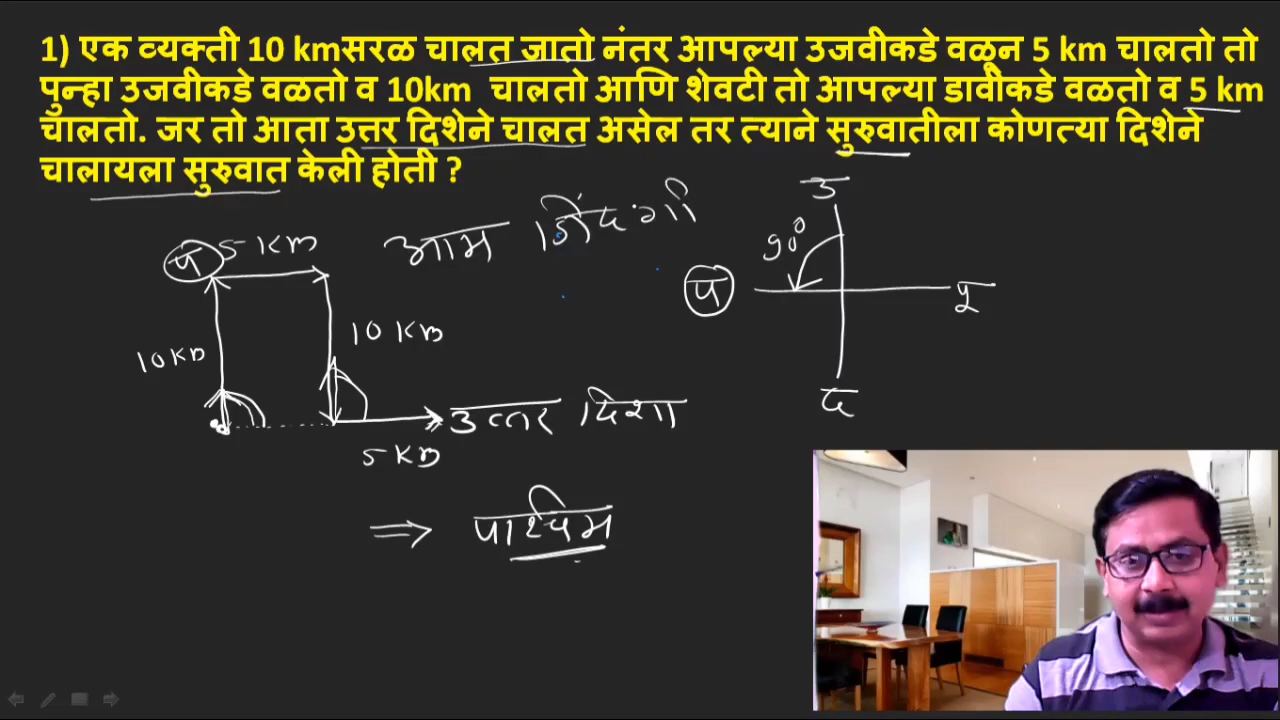 1) एक व्यक्ती 10 kmसरळ चालत जातो नंतर आपल्या उजवीकडे वळून 5 km चालतो तो
पुन्हा उजवीकडे वळतो व 10km चालतो आणि शेवटी तो आपल्या डावीकडे वळतो व 5 km
चालतो. जर तो आता उत्तर दिशेने चालत असेल तर त्याने सुरुवातीला कोणत्या दिशेने
चालायला सुरुवात केली होती ?
उ
आम जिंदगी
प 5 KM
90°
प
पू
10 KM
10 KM
द
उत्तर दिशा
5 KM
⇒ पश्चिम